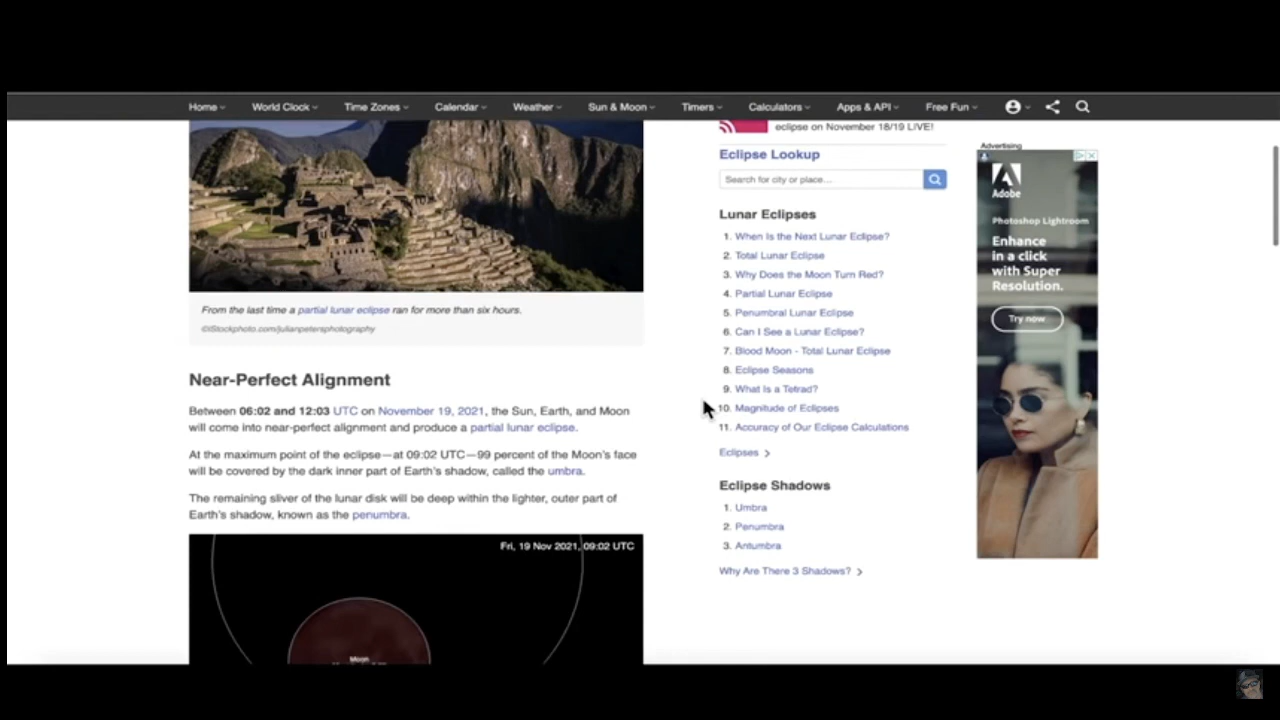 Home World Clock Time Zones Calendar Weather Sun & Moon Timers Calculators Apps & API Free Fun
eclipse on November 18/19 LIVE!
From the last time a partial lunar eclipse ran for more than six hours.
©iStockphoto.com/julianpetersphotography
Near-Perfect Alignment
Between 06:02 and 12:03 UTC on November 19, 2021, the Sun, Earth, and Moon
will come into near-perfect alignment and produce a partial lunar eclipse.
At the maximum point of the eclipse—at 09:02 UTC—99 percent of the Moon's face
will be covered by the dark inner part of Earth's shadow, called the umbra.
The remaining sliver of the lunar disk will be deep within the lighter, outer part of
Earth's shadow, known as the penumbra.
Fri, 19 Nov 2021, 09:02 UTC
Moon
Eclipse Lookup
Search for city or place...
Lunar Eclipses
1. When Is the Next Lunar Eclipse?
2. Total Lunar Eclipse
3. Why Does the Moon Turn Red?
4. Partial Lunar Eclipse
5. Penumbral Lunar Eclipse
6. Can I See a Lunar Eclipse?
7. Blood Moon - Total Lunar Eclipse
8. Eclipse Seasons
9. What Is a Tetrad?
10. Magnitude of Eclipses
11. Accuracy of Our Eclipse Calculations
Eclipses
Eclipse Shadows
1. Umbra
2. Penumbra
3. Antumbra
Why Are There 3 Shadows?
Advertising
Adobe
Photoshop Lightroom
Enhance
in a click
with Super
Resolution.
Try now